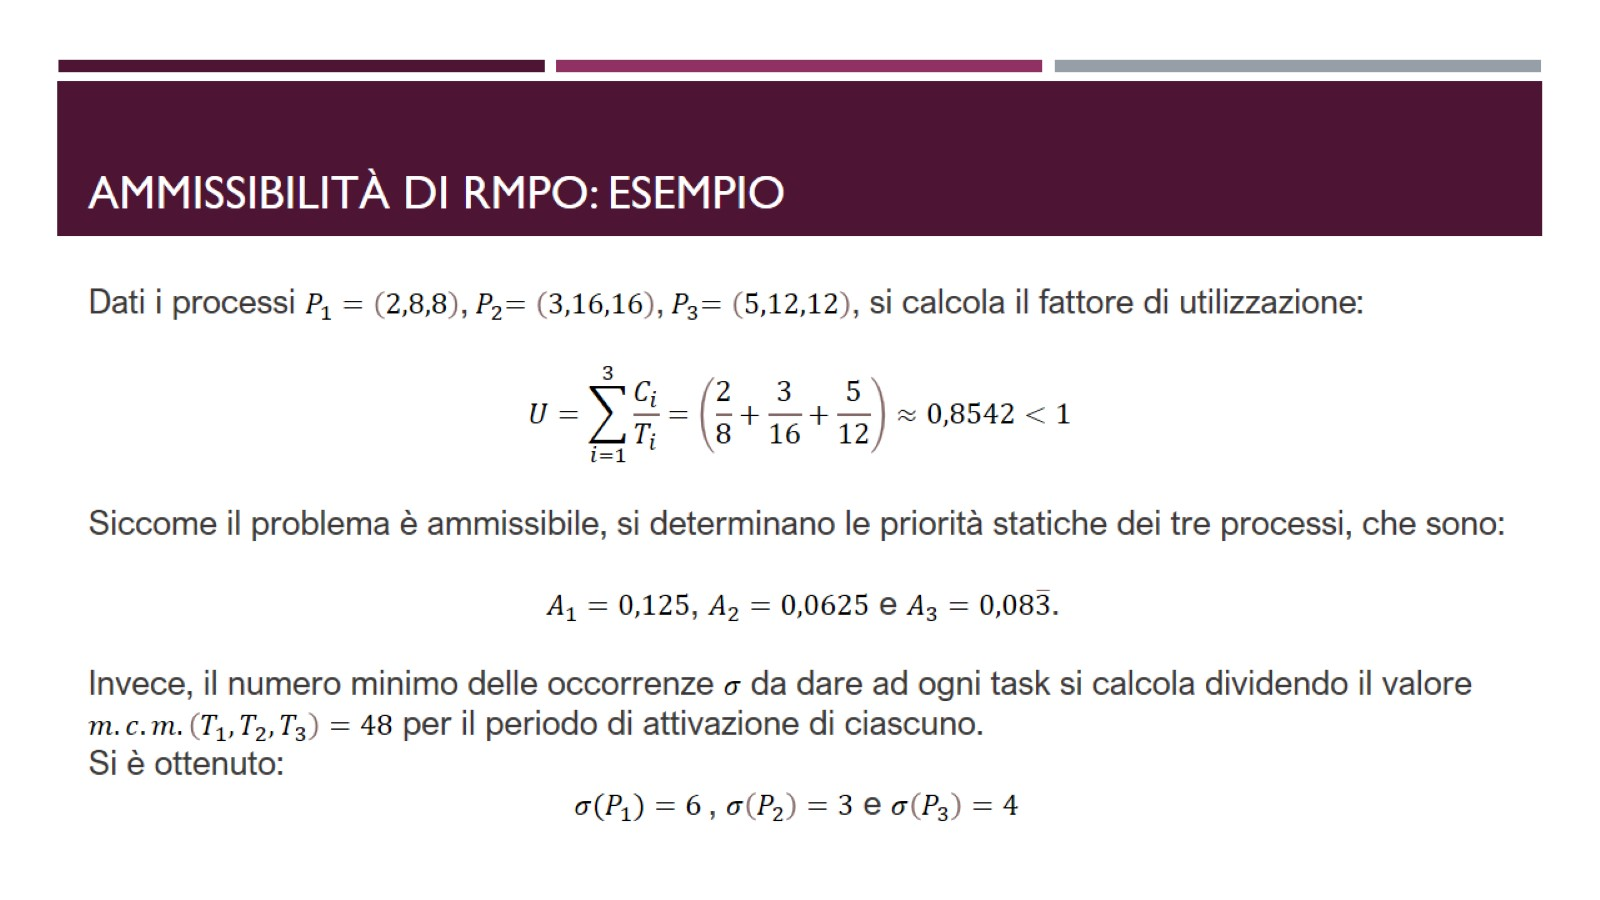 AMMISSIBILITÀ DI RMPO: ESEMPIO
Dati i processi P₁ = (2,8,8), P₂= (3,16,16), P₃= (5,12,12), si calcola il fattore di utilizzazione:
U = ∑_{i=1}^{3} C_i/T_i = (2/8 + 3/16 + 5/12) ≈ 0,8542 < 1
Siccome il problema è ammissibile, si determinano le priorità statiche dei tre processi, che sono:
A₁ = 0,125, A₂ = 0,0625 e A₃ = 0,083̅.
Invece, il numero minimo delle occorrenze σ da dare ad ogni task si calcola dividendo il valore
m.c.m.(T₁,T₂,T₃) = 48 per il periodo di attivazione di ciascuno.
Si è ottenuto:
σ(P₁) = 6 , σ(P₂) = 3 e σ(P₃) = 4